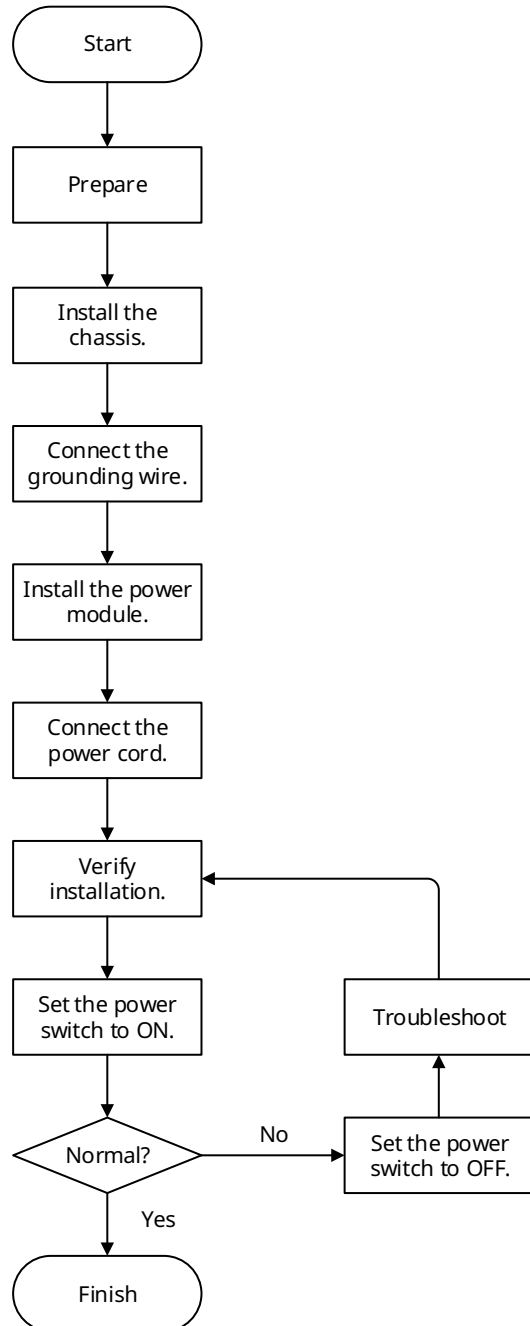 Start
Prepare
Install the
chassis.
Connect the
grounding wire.
Install the power
module.
Connect the
power cord.
Verify
installation.
Set the power
switch to ON.
Troubleshoot
Normal?
No
Set the power
switch to OFF.
Yes
Finish